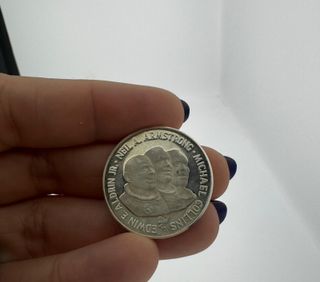 EDWIN E. ALDRIN JR. · NEIL A. ARMSTRONG · MICHAEL COLLINS